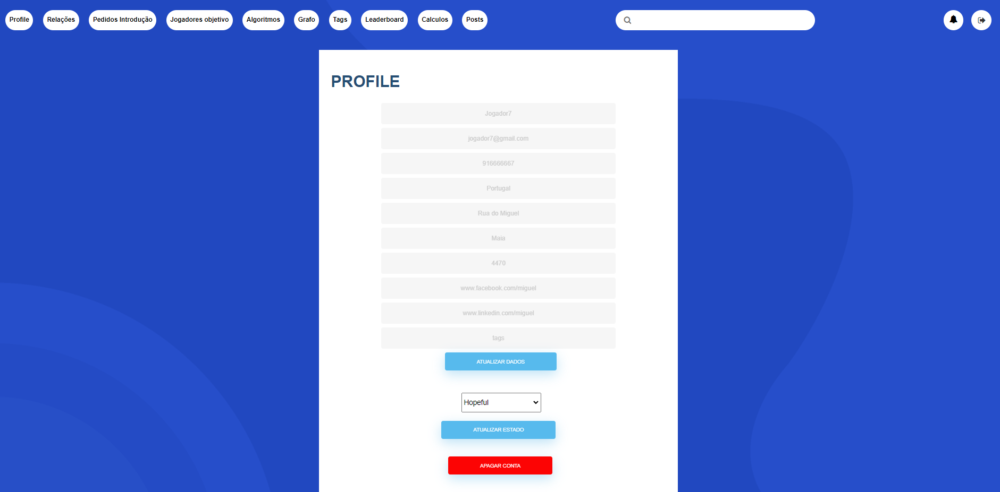 Profile Relações Pedidos Introdução Jogadores objetivo Algoritmos Grafo Tags Leaderboard Calculos Posts
PROFILE
Jogador7
jogador7@gmail.com
916666667
Portugal
Rua do Miguel
Maia
4470
www.facebook.com/miguel
www.linkedin.com/miguel
tags
ATUALIZAR DADOS
Hopeful
ATUALIZAR ESTADO
APAGAR CONTA